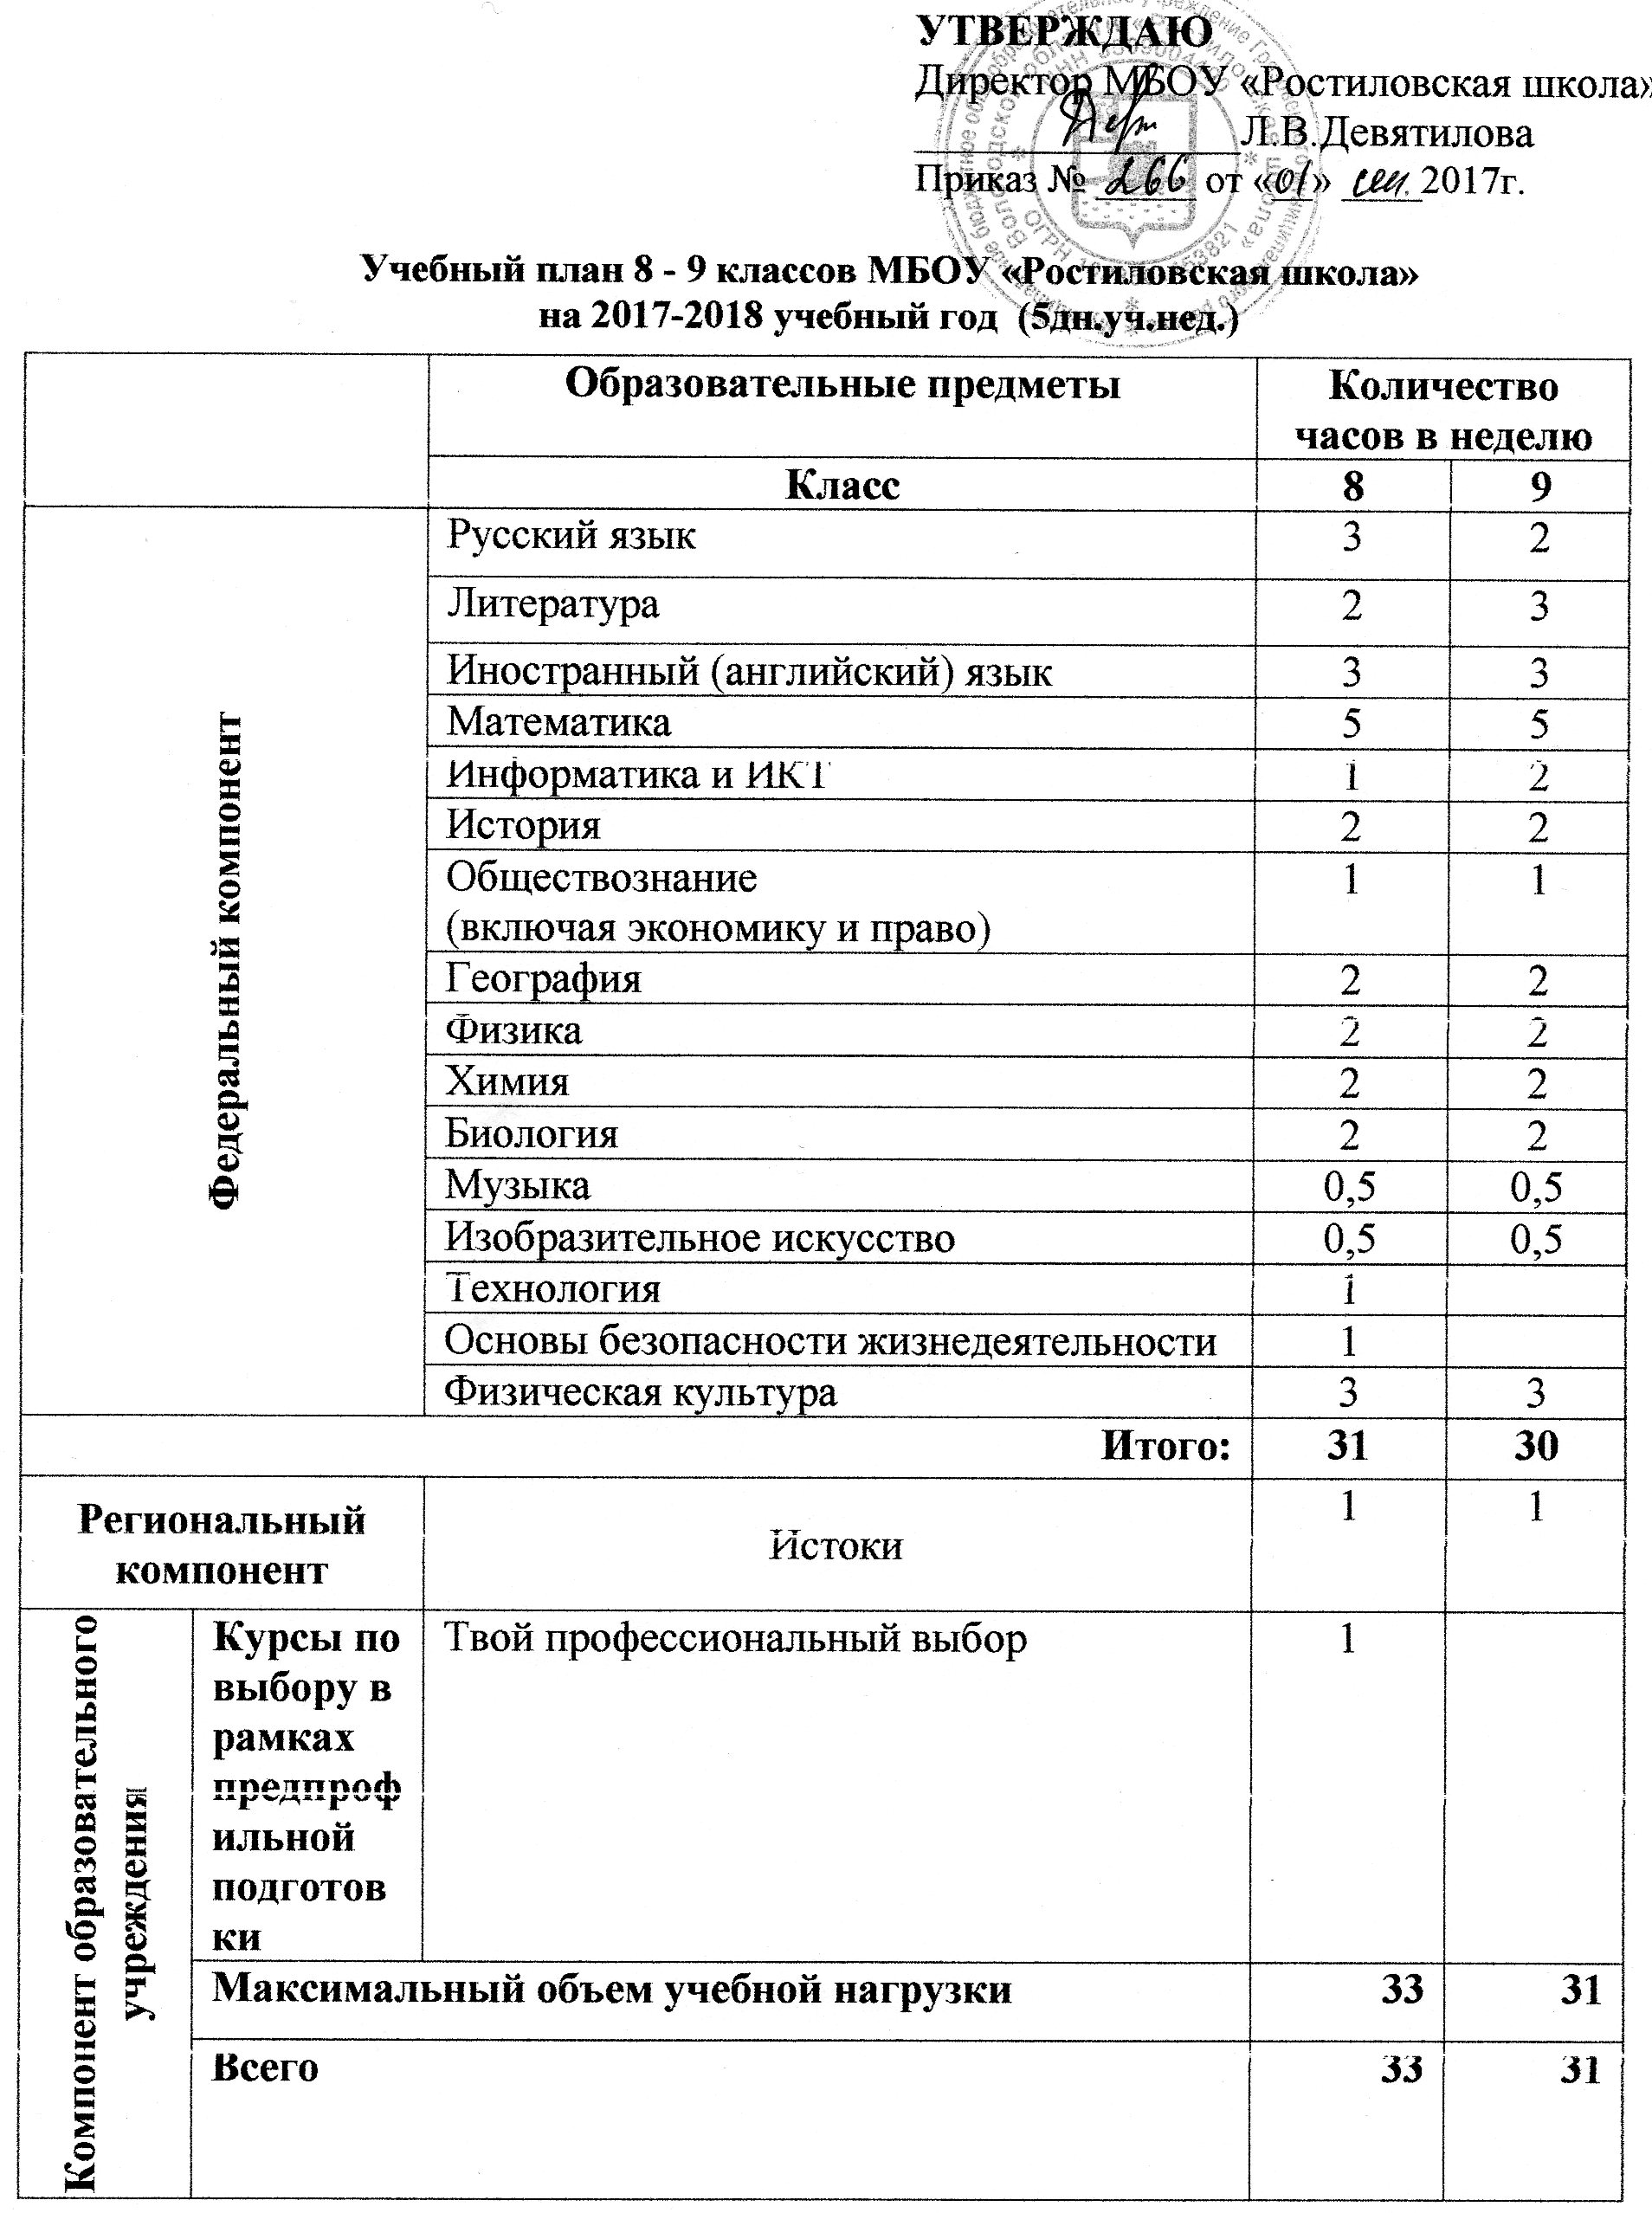 УТВЕРЖДАЮ
Директор МБОУ «Ростиловская школа»
Л.В.Девятилова
Приказ № 266 от «01» сен. 2017г.
Учебный план 8 - 9 классов МБОУ «Ростиловская школа»
на 2017-2018 учебный год (5дн.уч.нед.)
Образовательные предметы Количество
часов в неделю
Класс 8 9
Федеральный компонент
Русский язык 3 2
Литература 2 3
Иностранный (английский) язык 3 3
Математика 5 5
Информатика и ИКТ 1 2
История 2 2
Обществознание 1 1
(включая экономику и право)
География 2 2
Физика 2 2
Химия 2 2
Биология 2 2
Музыка 0,5 0,5
Изобразительное искусство 0,5 0,5
Технология 1
Основы безопасности жизнедеятельности 1
Физическая культура 3 3
Итого: 31 30
Региональный
компонент
Истоки 1 1
Компонент образовательного
учреждения
Курсы по
выбору в
рамках
предпроф
ильной
подготов
ки
Твой профессиональный выбор 1
Максимальный объем учебной нагрузки 33 31
Всего 33 31